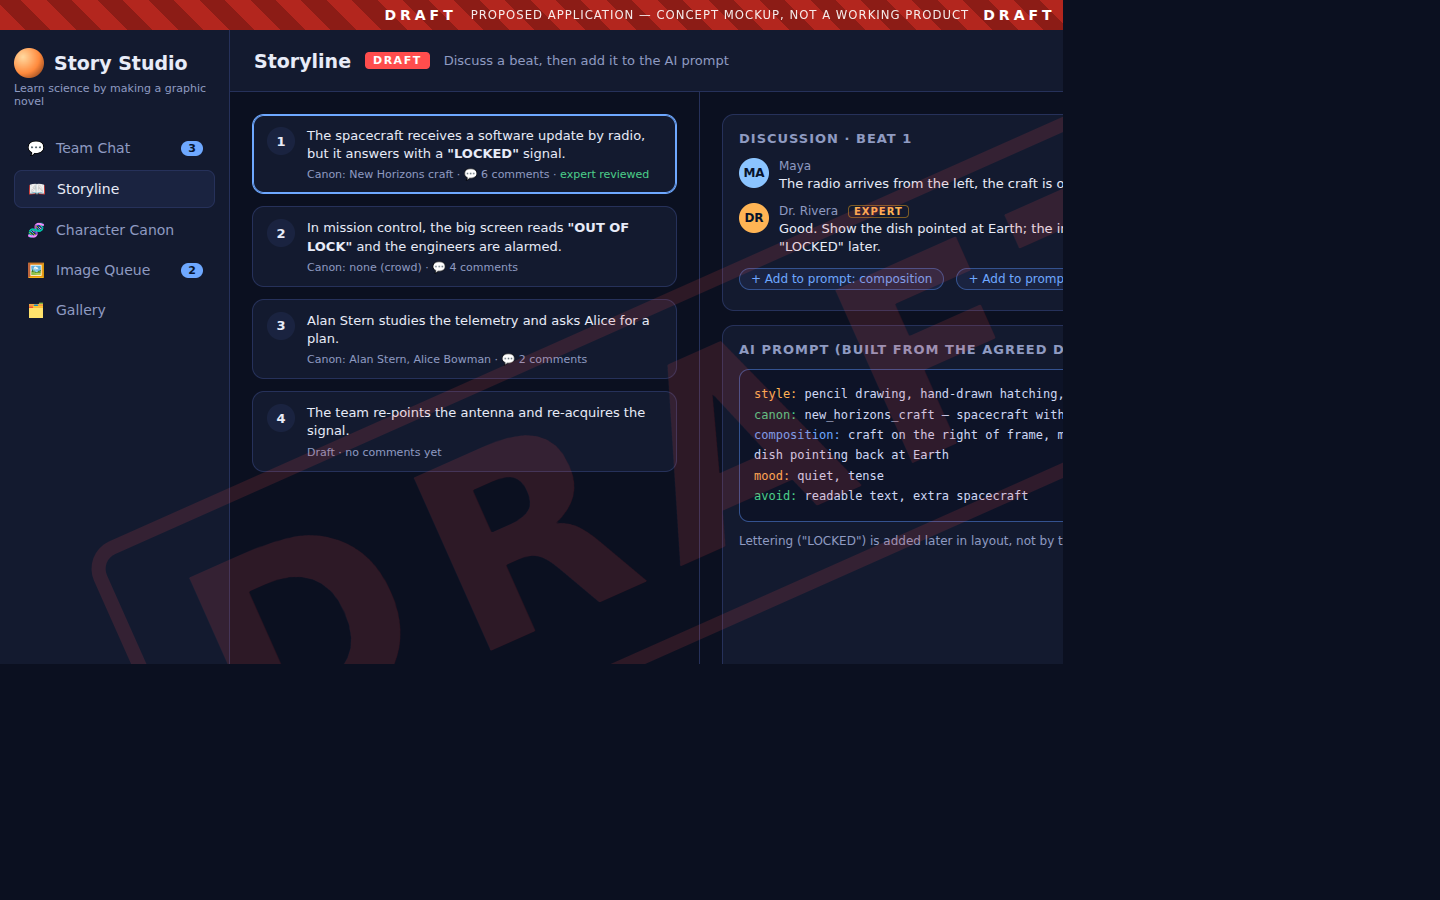 DRAFT PROPOSED APPLICATION — CONCEPT MOCKUP, NOT A WORKING PRODUCT DRAFT
Story Studio
Learn science by making a graphic
novel
💬 Team Chat 3
📖 Storyline
🧬 Character Canon
🖼️ Image Queue 2
🗂️ Gallery
Storyline DRAFT Discuss a beat, then add it to the AI prompt
1
The spacecraft receives a software update by radio,
but it answers with a "LOCKED" signal.
Canon: New Horizons craft · 💬 6 comments · expert reviewed
2
In mission control, the big screen reads "OUT OF
LOCK" and the engineers are alarmed.
Canon: none (crowd) · 💬 4 comments
3
Alan Stern studies the telemetry and asks Alice for a
plan.
Canon: Alan Stern, Alice Bowman · 💬 2 comments
4
The team re-points the antenna and re-acquires the
signal.
Draft · no comments yet
DISCUSSION · BEAT 1
MA Maya
The radio arrives from the left, the craft is
DR Dr. Rivera EXPERT
Good. Show the dish pointed at Earth; the
"LOCKED" later.
+ Add to prompt: composition
+ Add to
AI PROMPT (BUILT FROM THE AGREED
style: pencil drawing, hand-drawn hatching,
canon: new_horizons_craft — spacecraft with
composition: craft on the right of frame,
dish pointing back at Earth
mood: quiet, tense
avoid: readable text, extra spacecraft
Lettering ("LOCKED") is added later in layout, not by
DRAFT